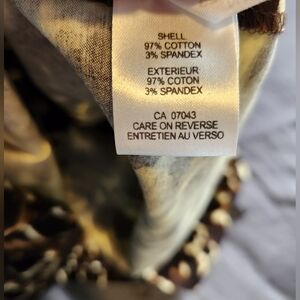 SHELL
97% COTTON
3% SPANDEX
EXTERIEUR
97% COTON
3% SPANDEX
CA 07043
CARE ON REVERSE
ENTRETIEN AU VERSO